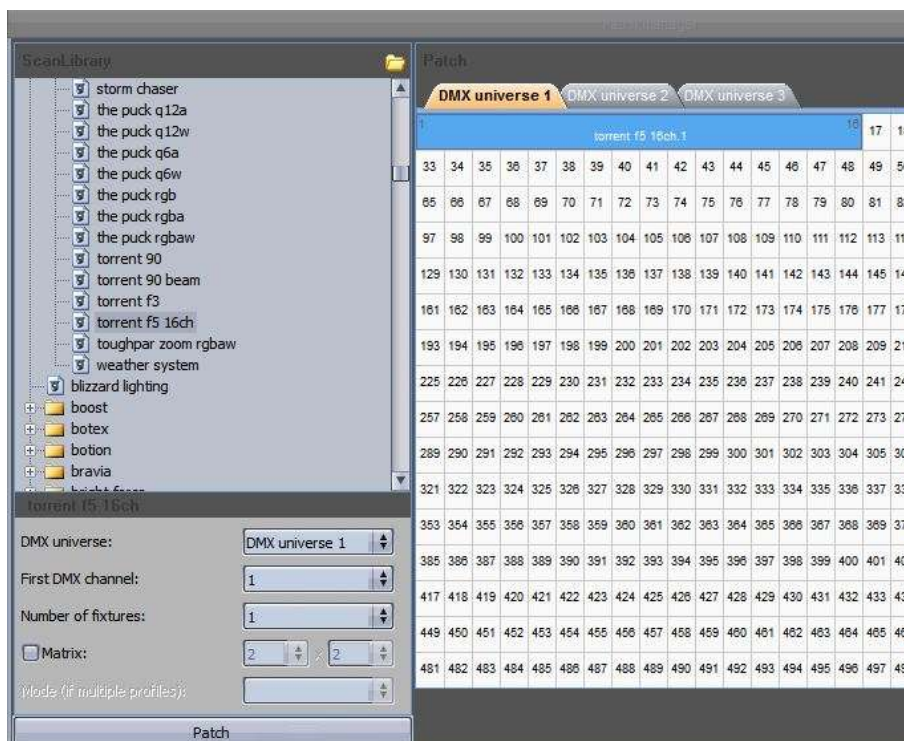 ScanLibrary
storm chaser
the puck q12a
the puck q12w
the puck q6a
the puck q6w
the puck rgb
the puck rgba
the puck rgbaw
torrent 90
torrent 90 beam
torrent f3
torrent f5 16ch
toughpar zoom rgbaw
weather system
blizzard lighting
boost
botex
botion
bravia
torrent f5 16ch
DMX universe: DMX universe 1
First DMX channel: 1
Number of fixtures: 1
Matrix: 2 x 2
Mode (if multiple profiles):
Patch
Patch
DMX universe 1 DMX universe 2 DMX universe 3
1 torrent f5 16ch.1 16 17
33 34 35 36 37 38 39 40 41 42 43 44 45 46 47 48 49
65 66 67 68 69 70 71 72 73 74 75 76 77 78 79 80 81
97 98 99 100 101 102 103 104 105 106 107 108 109 110 111 112 113
129 130 131 132 133 134 135 136 137 138 139 140 141 142 143 144 145
161 162 163 164 165 166 167 168 169 170 171 172 173 174 175 176 177
193 194 195 196 197 198 199 200 201 202 203 204 205 206 207 208 209
225 226 227 228 229 230 231 232 233 234 235 236 237 238 239 240 241
257 258 259 260 261 262 263 264 265 266 267 268 269 270 271 272 273
289 290 291 292 293 294 295 296 297 298 299 300 301 302 303 304 305
321 322 323 324 325 326 327 328 329 330 331 332 333 334 335 336 337
353 354 355 356 357 358 359 360 361 362 363 364 365 366 367 368 369
385 386 387 388 389 390 391 392 393 394 395 396 397 398 399 400 401
417 418 419 420 421 422 423 424 425 426 427 428 429 430 431 432 433
449 450 451 452 453 454 455 456 457 458 459 460 461 462 463 464 465
481 482 483 484 485 486 487 488 489 490 491 492 493 494 495 496 497